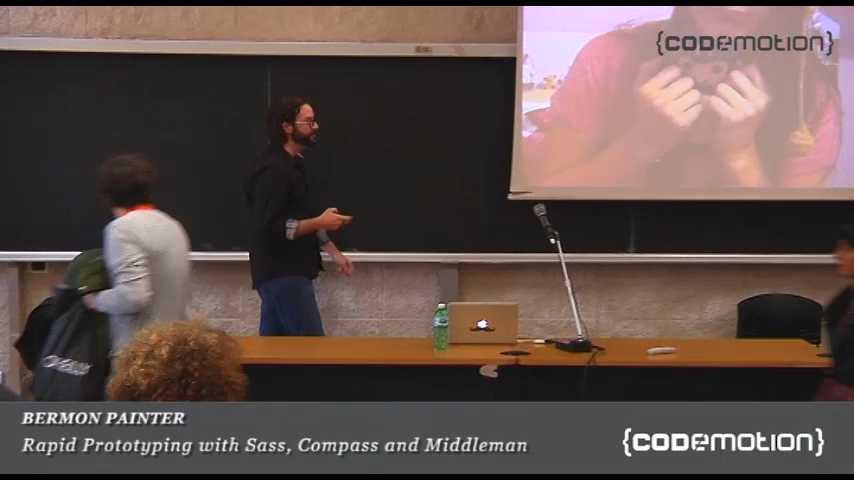 {CODEMOTION}
BERMON PAINTER
Rapid Prototyping with Sass, Compass and Middleman
{CODEMOTION}